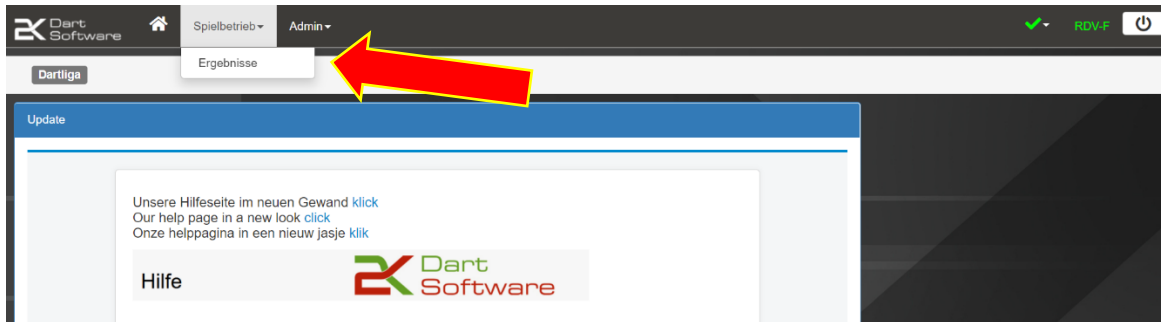 Dart
Software
Spielbetrieb
Admin
RDV-F
Ergebnisse
Dartliga
Update
Unsere Hilfeseite im neuen Gewand klick
Our help page in a new look click
Onze helppagina in een nieuw jasje klik
Hilfe
Dart
Software